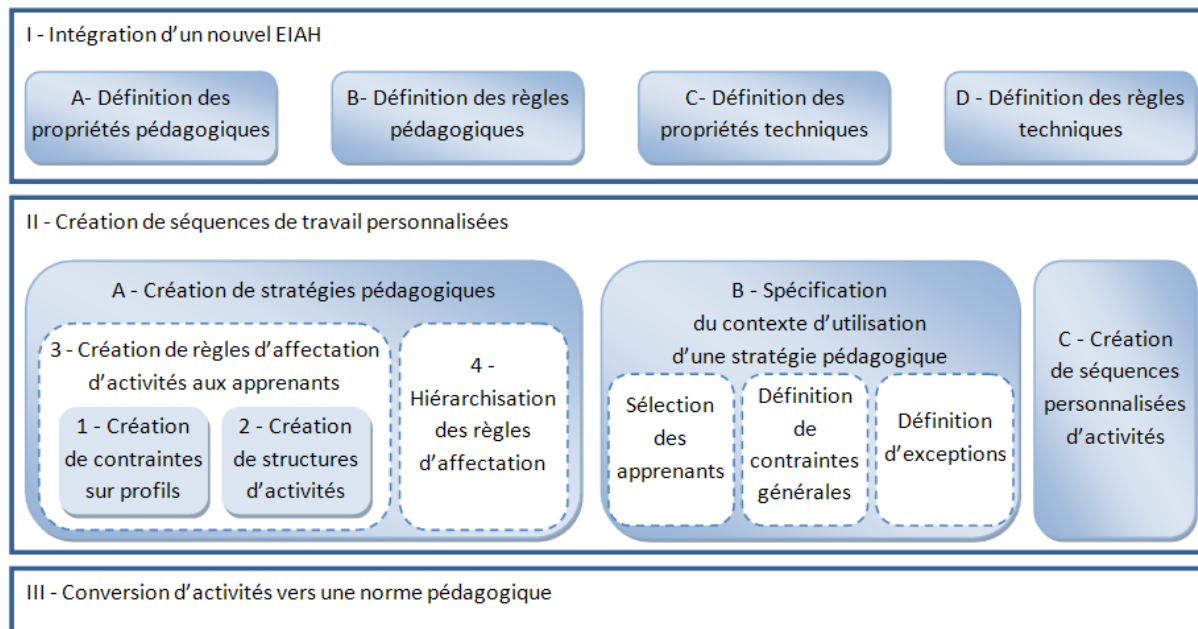 I - Intégration d’un nouvel EIAH
A- Définition des
propriétés pédagogiques
B- Définition des règles
pédagogiques
C- Définition des
propriétés techniques
D - Définition des règles
techniques
II - Création de séquences de travail personnalisées
A - Création de stratégies pédagogiques
3 - Création de règles d’affectation
d’activités aux apprenants
1 - Création
de contraintes
sur profils
2 - Création
de structures
d’activités
4 -
Hiérarchisation
des règles
d’affectation
B - Spécification
du contexte d’utilisation
d’une stratégie pédagogique
Sélection
des
apprenants
Définition
de
contraintes
générales
Définition
d’exceptions
C - Création
de séquences
personnalisées
d’activités
III - Conversion d’activités vers une norme pédagogique